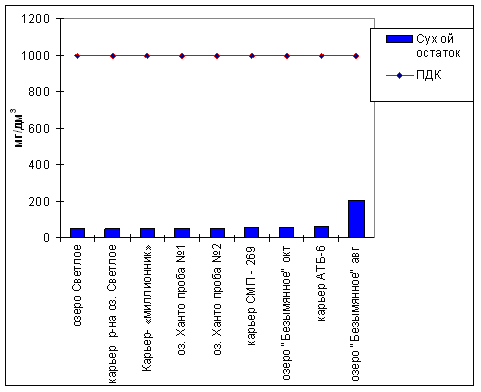 1200
1000
800
600
400
200
0
мг/дм³
озеро Светлое
карьер р-на оз. Светлое
Карьер- «миллионник»
оз. Ханто проба №1
оз. Ханто проба №2
карьер СМП - 269
озеро "Безымянное" окт
карьер АТБ-6
озеро "Безымянное" авг
Сухой
остаток
ПДК